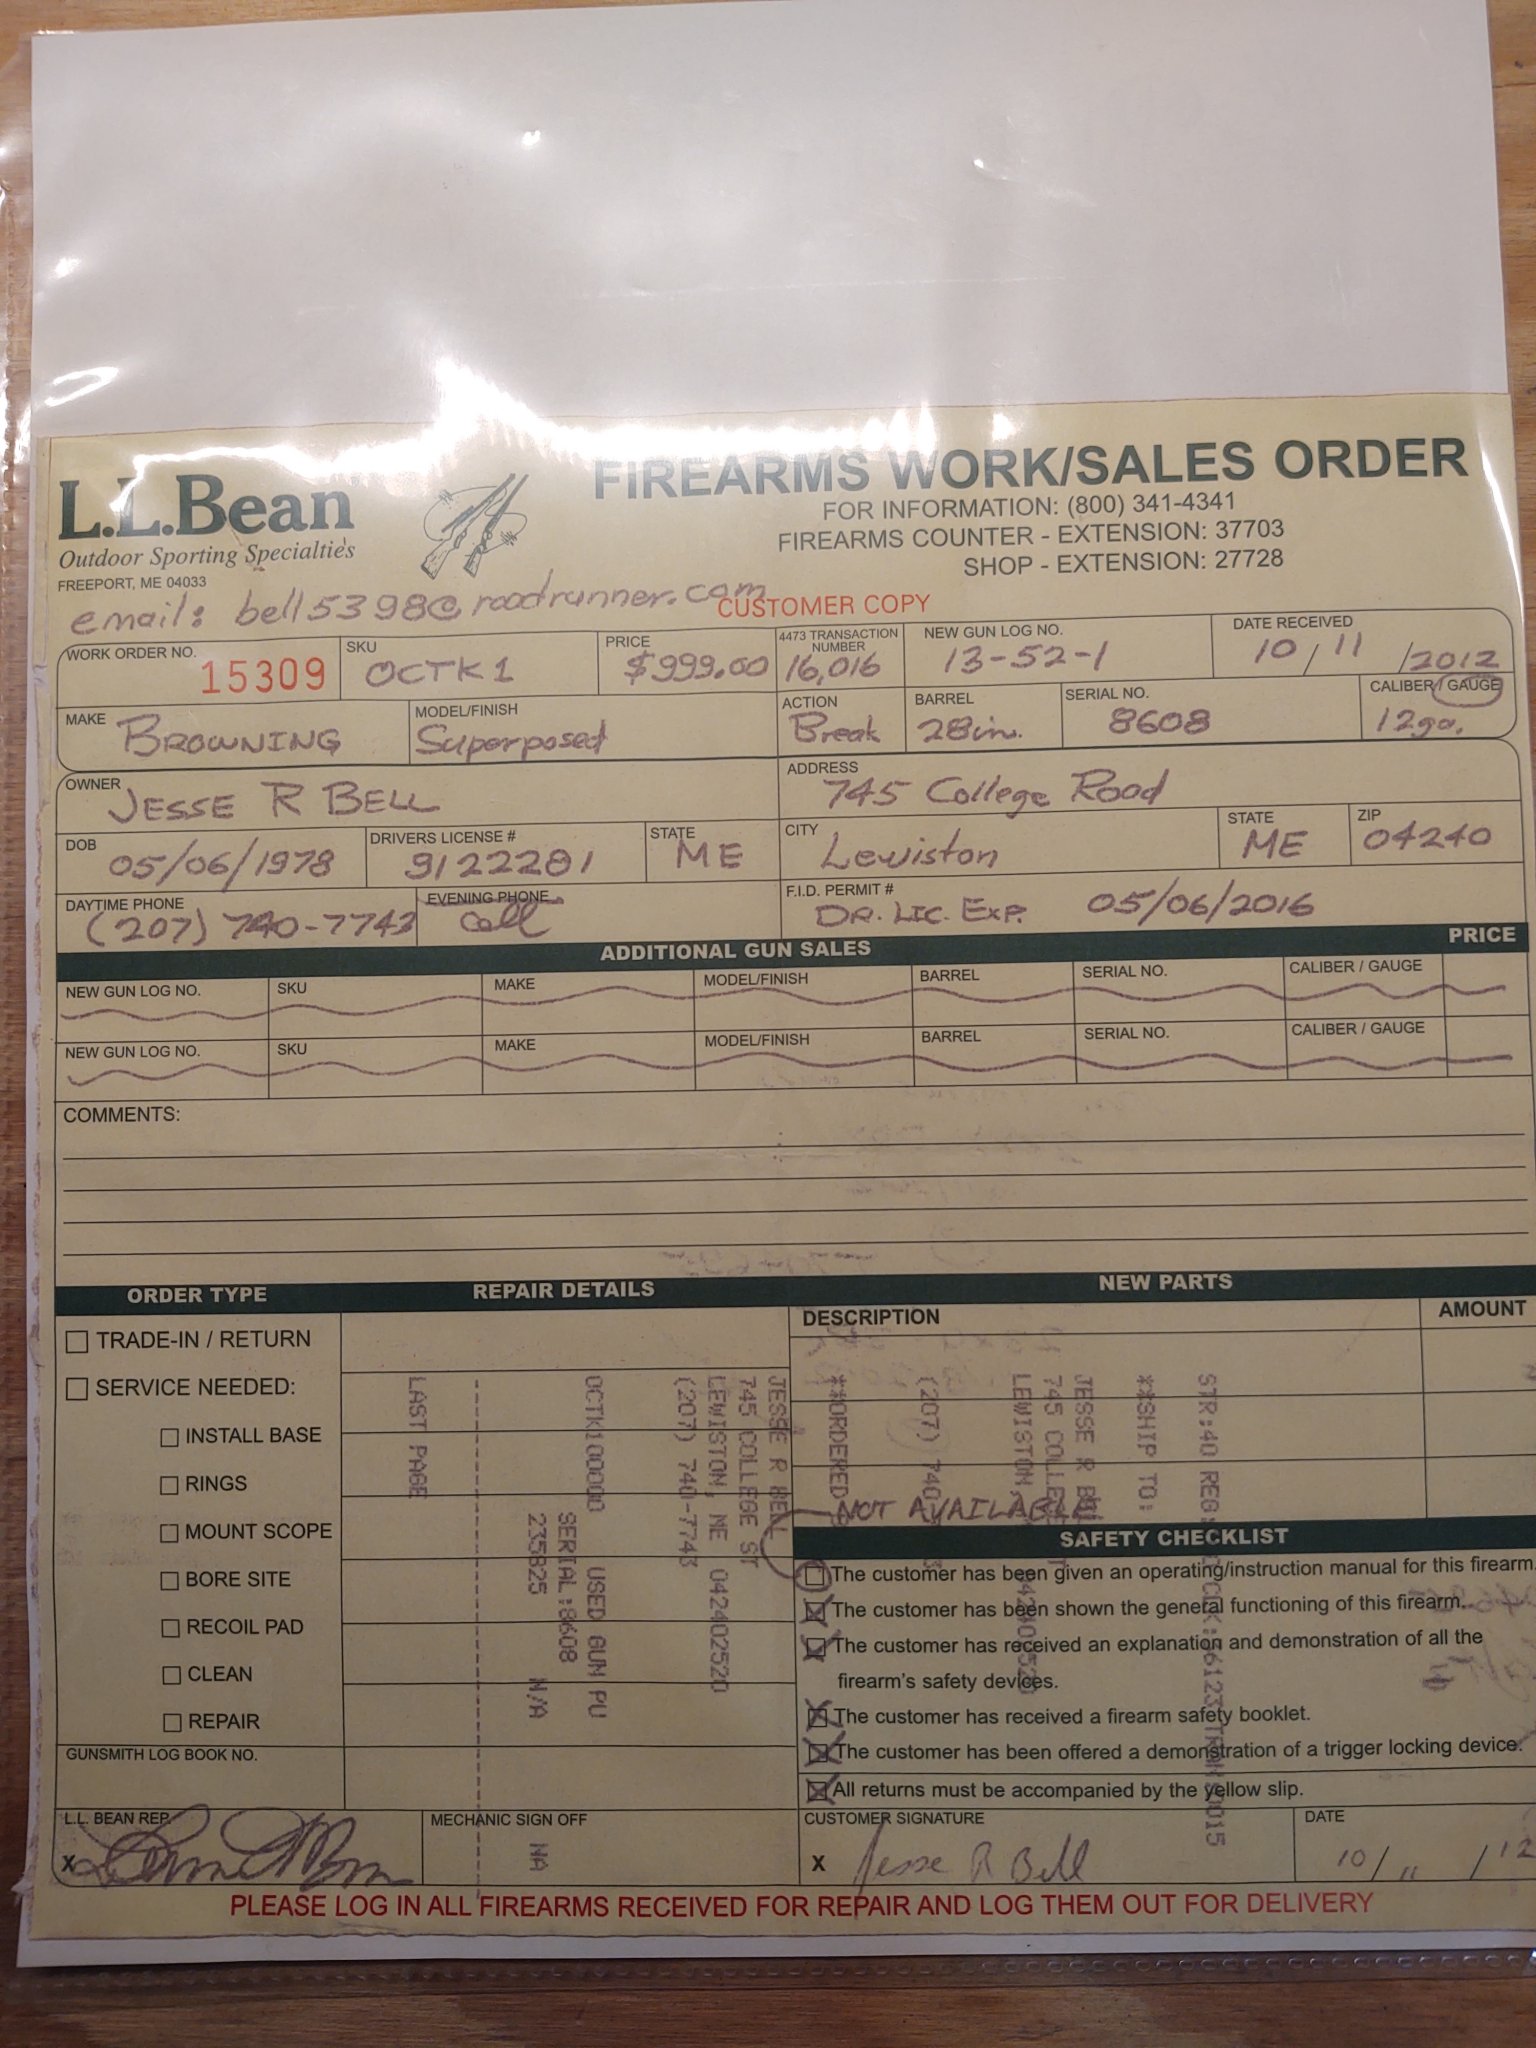 L.L.Bean
Outdoor Sporting Specialties
FREEPORT, ME 04033
FIREARMS WORK/SALES ORDER
FOR INFORMATION: (800) 341-4341
FIREARMS COUNTER - EXTENSION: 37703
SHOP - EXTENSION: 27728
email: bell5398@roadrunner.com
CUSTOMER COPY
WORK ORDER NO. 15309 SKU OCTK1 PRICE $999.00 4473 TRANSACTION NUMBER 16,016 NEW GUN LOG NO. 13-52-1 DATE RECEIVED 10/11/2012
MAKE BROWNING MODEL/FINISH Superposed ACTION Break BARREL 28in. SERIAL NO. 8608 CALIBER / GAUGE 12ga.
OWNER JESSE R BELL ADDRESS 745 College Road
DOB 05/06/1978 DRIVERS LICENSE # 9122281 STATE ME CITY Lewiston STATE ME ZIP 04240
DAYTIME PHONE (207) 740-7743 EVENING PHONE cell F.I.D. PERMIT # DR. LIC. EXP. 05/06/2016
ADDITIONAL GUN SALES PRICE
NEW GUN LOG NO. SKU MAKE MODEL/FINISH BARREL SERIAL NO. CALIBER / GAUGE
NEW GUN LOG NO. SKU MAKE MODEL/FINISH BARREL SERIAL NO. CALIBER / GAUGE
COMMENTS:
ORDER TYPE REPAIR DETAILS NEW PARTS
DESCRIPTION AMOUNT
TRADE-IN / RETURN
SERVICE NEEDED:
INSTALL BASE
RINGS
MOUNT SCOPE
BORE SITE
RECOIL PAD
CLEAN
REPAIR
GUNSMITH LOG BOOK NO.
STR:40 REG:
**SHIP TO:
JESSE R
745 COLLEGE
LEWISTON,
(207) 740-
**ORDERED
JESSE R BELL
745 COLLEGE ST
LEWISTON, ME 042402520
(207) 740-7743
OCTK100000 USED GUN PU
SERIAL:8608
235825 N/A
LAST PAGE
NOT AVAILABLE
SAFETY CHECKLIST
The customer has been given an operating/instruction manual for this firearm.
The customer has been shown the general functioning of this firearm.
The customer has received an explanation and demonstration of all the
firearm's safety devices.
The customer has received a firearm safety booklet.
The customer has been offered a demonstration of a trigger locking device.
All returns must be accompanied by the yellow slip.
L.L. BEAN REP. X MECHANIC SIGN OFF NA CUSTOMER SIGNATURE X Jesse R Bell DATE 10/11/12
PLEASE LOG IN ALL FIREARMS RECEIVED FOR REPAIR AND LOG THEM OUT FOR DELIVERY